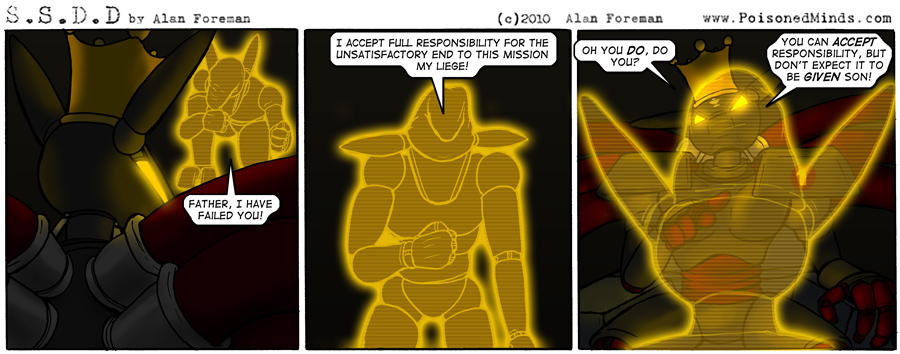 S.S.D.D by Alan Foreman (c)2010 Alan Foreman www.PoisonedMinds.com
FATHER, I HAVE
FAILED YOU!
I ACCEPT FULL RESPONSIBILITY FOR THE
UNSATISFACTORY END TO THIS MISSION
MY LIEGE!
OH YOU DO, DO
YOU?
YOU CAN ACCEPT
RESPONSIBILITY, BUT
DON'T EXPECT IT TO
BE GIVEN SON!